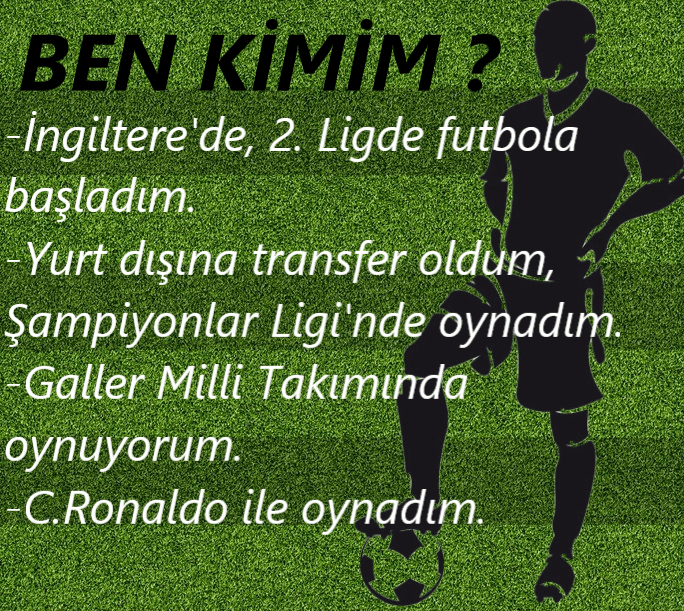 BEN KİMİM ?
-İngiltere'de, 2. Ligde futbola
başladım.
-Yurt dışına transfer oldum,
Şampiyonlar Ligi'nde oynadım.
-Galler Milli Takımında
oynuyorum.
-C.Ronaldo ile oynadım.